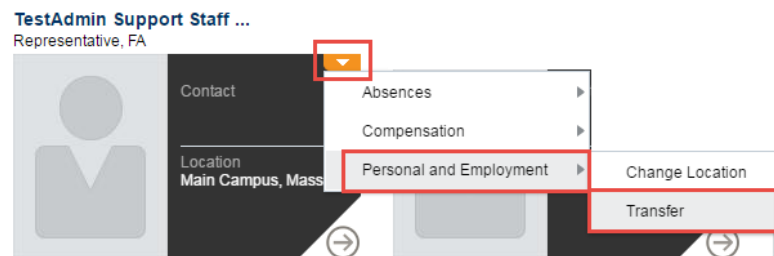 TestAdmin Support Staff ...
Representative, FA
Contact
Absences
Compensation
Location
Main Campus, Mass
Personal and Employment
Change Location
Transfer